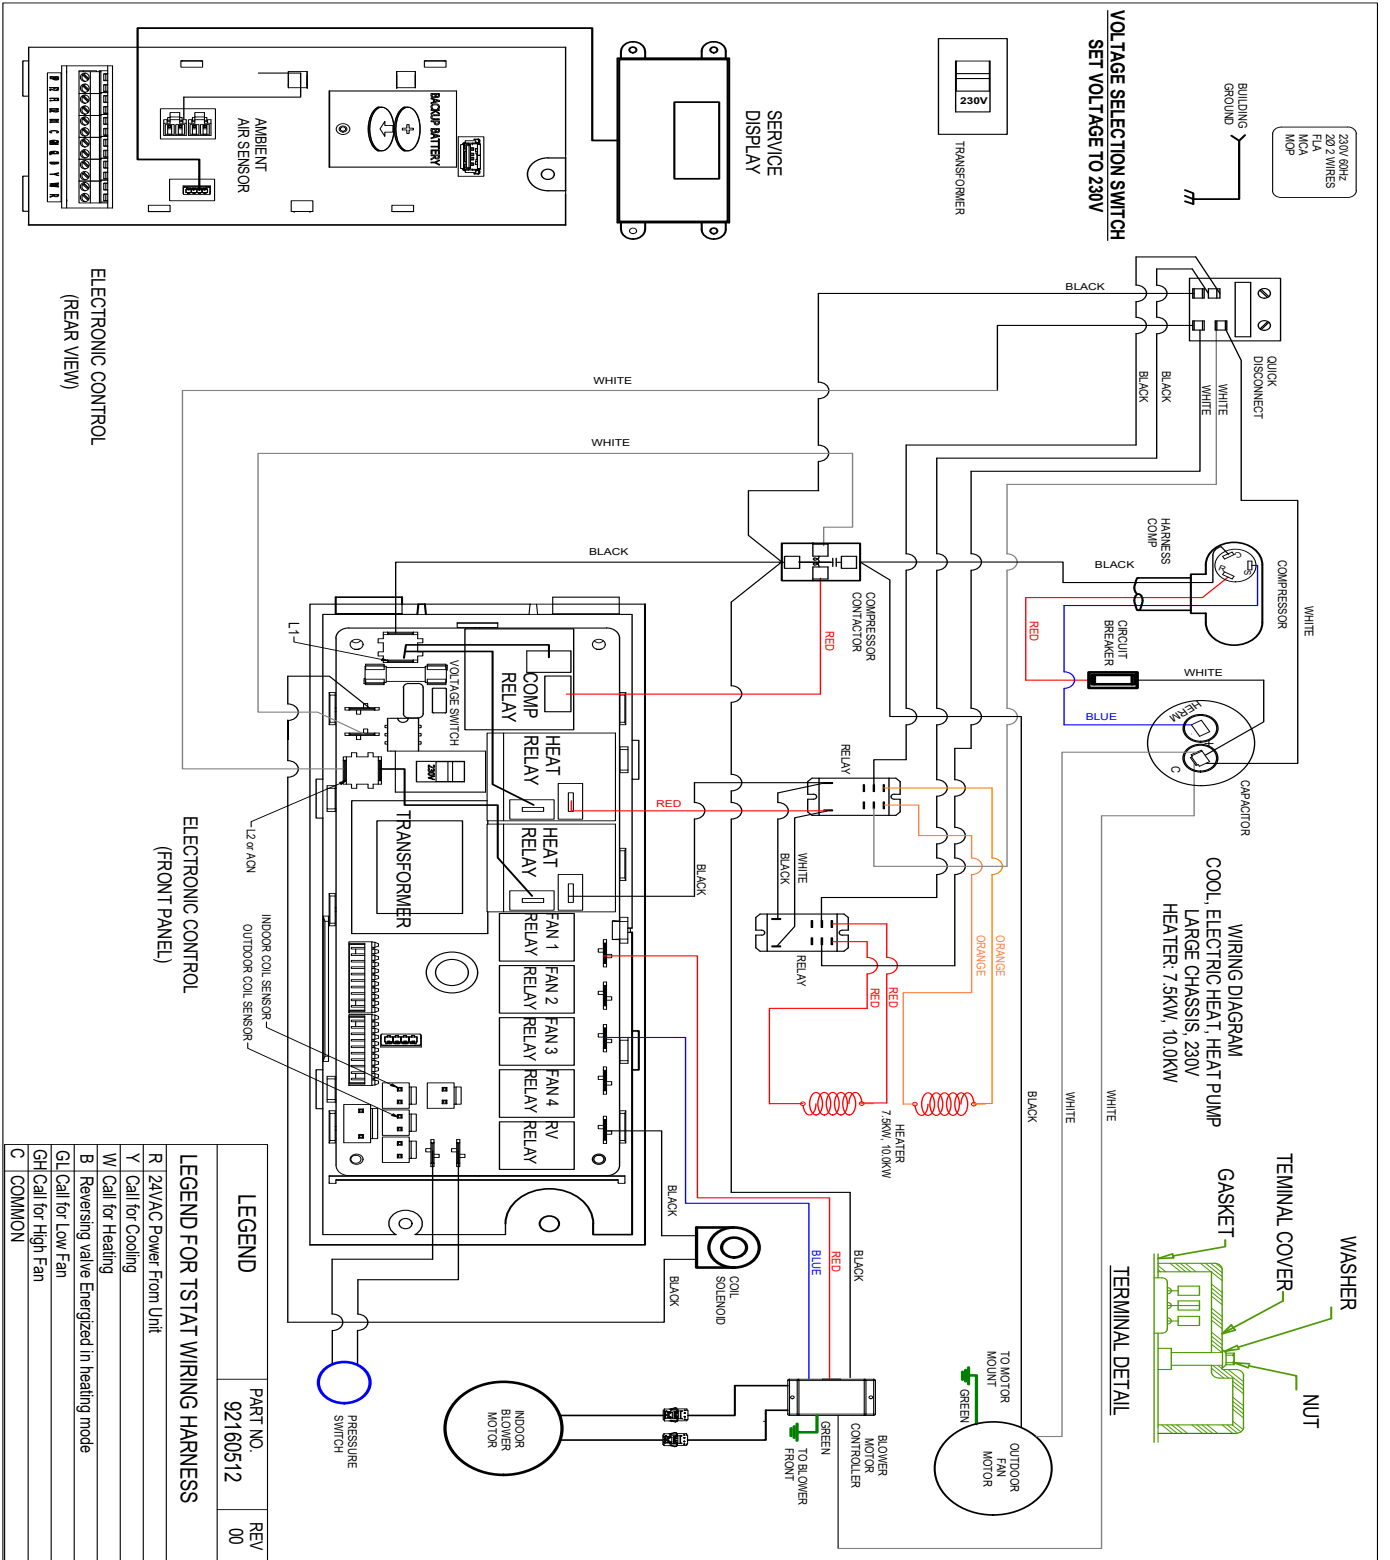 230V 60Hz
2Ø 2 WIRES
FLA
MCA
MOP
BUILDING
GROUND
VOLTAGE SELECTION SWITCH
SET VOLTAGE TO 230V
230V
TRANSFORMER
SERVICE
DISPLAY
BACKUP BATTERY
AMBIENT
AIR SENSOR
ELECTRONIC CONTROL
(REAR VIEW)
QUICK
DISCONNECT
BLACK
WHITE
WHITE
BLACK
BLACK
WHITE
WHITE
HARNESS
COMP
COMPRESSOR
C
S
R
WHITE
BLACK
RED
CIRCUIT
BREAKER
WHITE
BLUE
HERM
C
CAPACITOR
BLACK
COMPRESSOR
CONTACTOR
RED
L1
VOLTAGE SWITCH
COMP
RELAY
HEAT
RELAY
HEAT
RELAY
230V
TRANSFORMER
L2 or ACN
FAN 1
RELAY
FAN 2
RELAY
FAN 3
RELAY
FAN 4
RELAY
RV
RELAY
ELECTRONIC CONTROL
(FRONT PANEL)
INDOOR COIL SENSOR
OUTDOOR COIL SENSOR
RELAY
RED
BLACK
WHITE
BLACK
RELAY
ORANGE
ORANGE
RED
RED
HEATER
7.5KW, 10.0KW
BLACK
WHITE
WHITE
WIRING DIAGRAM
COOL, ELECTRIC HEAT, HEAT PUMP
LARGE CHASSIS, 230V
HEATER: 7.5KW, 10.0KW
WASHER
TEMINAL COVER
GASKET
NUT
TERMINAL DETAIL
BLACK
BLACK
COIL
SOLENOID
BLACK
RED
BLUE
PRESSURE
SWITCH
INDOOR
BLOWER
MOTOR
BLOWER
MOTOR
CONTROLLER
GREEN
TO BLOWER
FRONT
TO MOTOR
MOUNT
GREEN
OUTDOOR
FAN
MOTOR
LEGEND
PART NO.
92160512
REV
00
LEGEND FOR TSTAT WIRING HARNESS
R 24VAC Power From Unit
Y Call for Cooling
W Call for Heating
B Reversing valve Energized in heating mode
GL Call for Low Fan
GH Call for High Fan
C COMMON